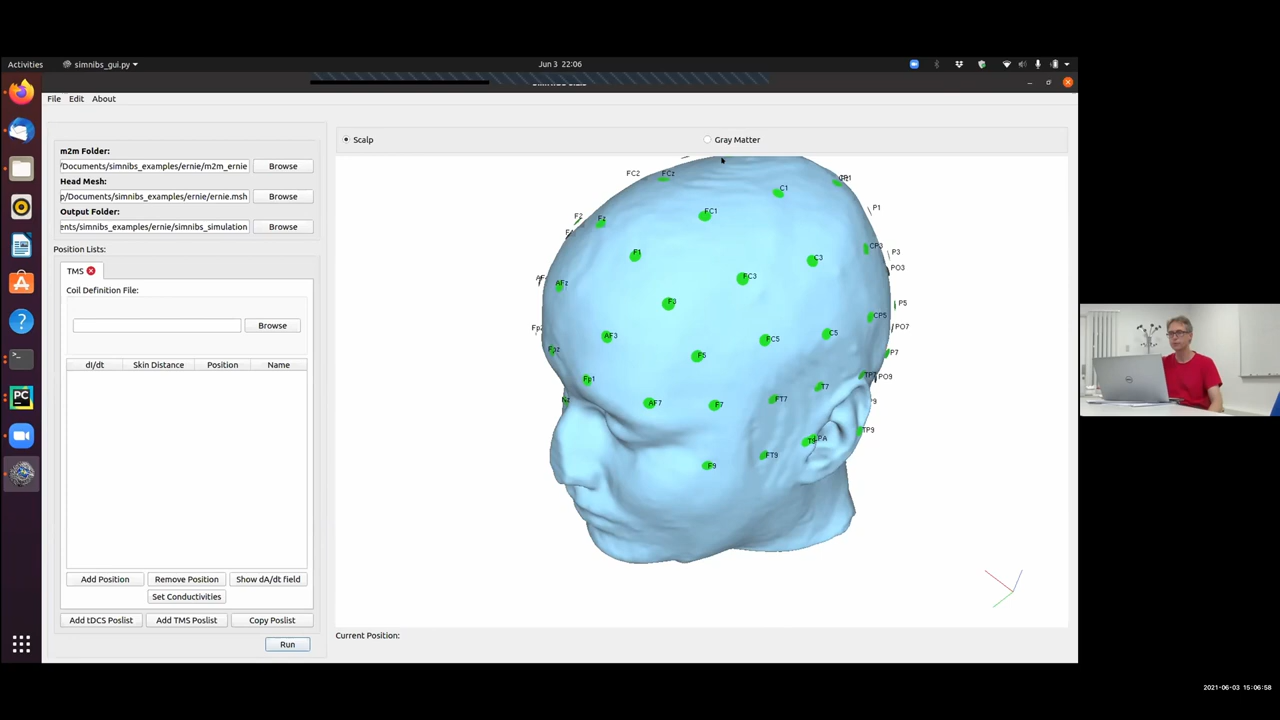 Activities
simnibs_gui.py
Jun 3 22:06
File Edit About
m2m Folder:
/Documents/simnibs_examples/ernie/m2m_ernie Browse
Head Mesh:
p/Documents/simnibs_examples/ernie/ernie.msh Browse
Output Folder:
ents/simnibs_examples/ernie/simnibs_simulation Browse
Position Lists:
TMS
Coil Definition File:
Browse
dI/dt Skin Distance Position Name
Add Position Remove Position Show dA/dt field
Set Conductivities
Add tDCS Poslist Add TMS Poslist Copy Poslist
Run
Scalp Gray Matter
FC2 FCz
C1 P1
F2 Fz FC1
F1 C3 CP3 P3
FC3 PO3
AFz
F3 P5
AF3 FC5 C5 CP5 PO7
Fpz F5 P7
Fp1 T7 PO9
AF7 F7 FT7
TP9
LPA
F9 FT9
Current Position:
2021-06-03 15:06:58